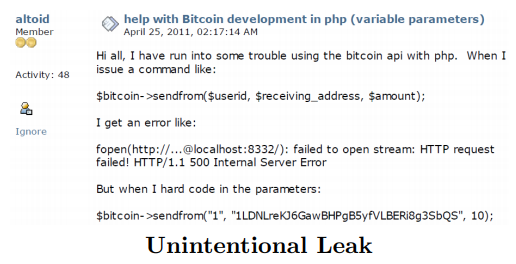 altoid
Member
Activity: 48
Ignore
help with Bitcoin development in php (variable parameters)
April 25, 2011, 02:17:14 AM
Hi all, I have run into some trouble using the bitcoin api with php.  When I
issue a command like:
$bitcoin->sendfrom($userid, $receiving_address, $amount);
I get an error like:
fopen(http://...@localhost:8332/): failed to open stream: HTTP request
failed! HTTP/1.1 500 Internal Server Error
But when I hard code in the parameters:
$bitcoin->sendfrom("1", "1LDNLreKJ6GawBHPgB5yfVLBERi8g3SbQS", 10);
Unintentional Leak